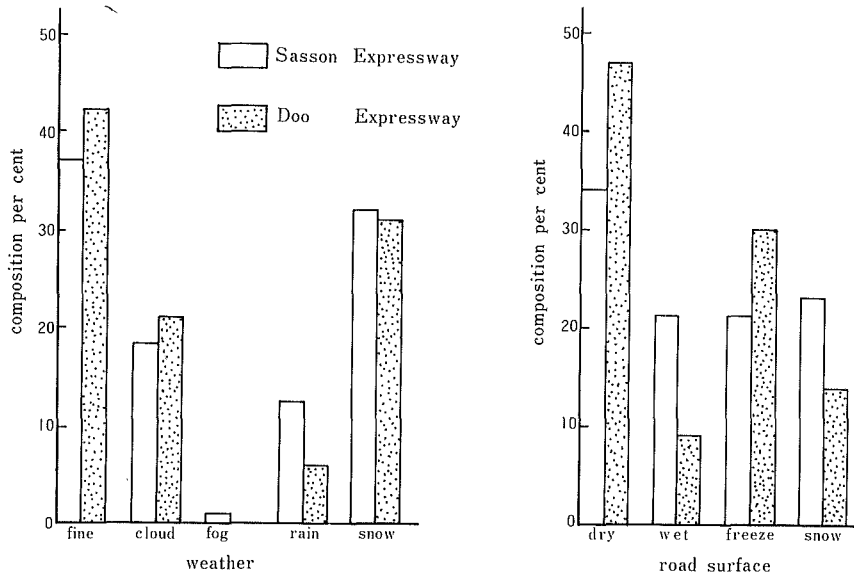 composition per cent
50
40
30
20
10
0
Sasson Expressway
Doo Expressway
fine cloud fog rain snow
weather
composition per cent
50
40
30
20
10
0
dry wet freeze snow
road surface